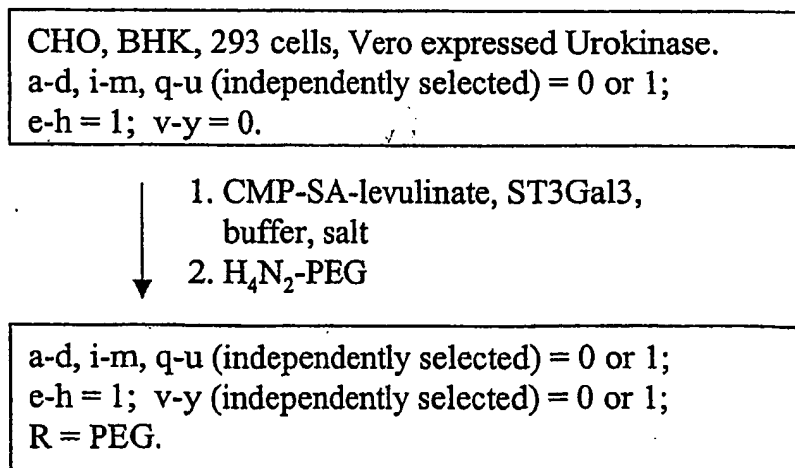 CHO, BHK, 293 cells, Vero expressed Urokinase.
a-d, i-m, q-u (independently selected) = 0 or 1;
e-h = 1; v-y = 0.
1. CMP-SA-levulinate, ST3Gal3,
buffer, salt
2. H₄N₂-PEG
a-d, i-m, q-u (independently selected) = 0 or 1;
e-h = 1; v-y (independently selected) = 0 or 1;
R = PEG.